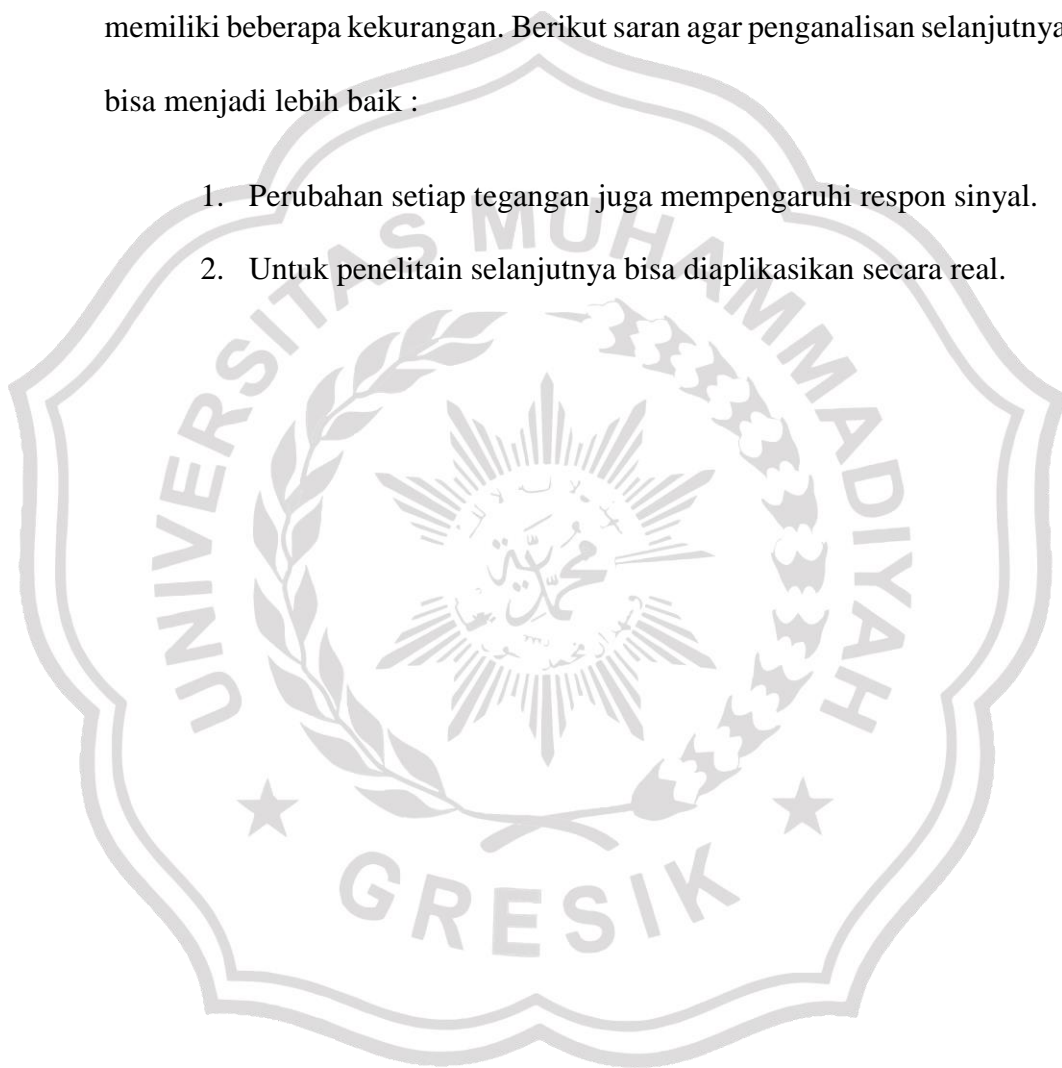 memiliki beberapa kekurangan. Berikut saran agar penganalisan selanjutnya
bisa menjadi lebih baik :
1. Perubahan setiap tegangan juga mempengaruhi respon sinyal.
2. Untuk penelitain selanjutnya bisa diaplikasikan secara real.
UNIVERSITAS MUHAMMADIYAH
محمدية
GRESIK